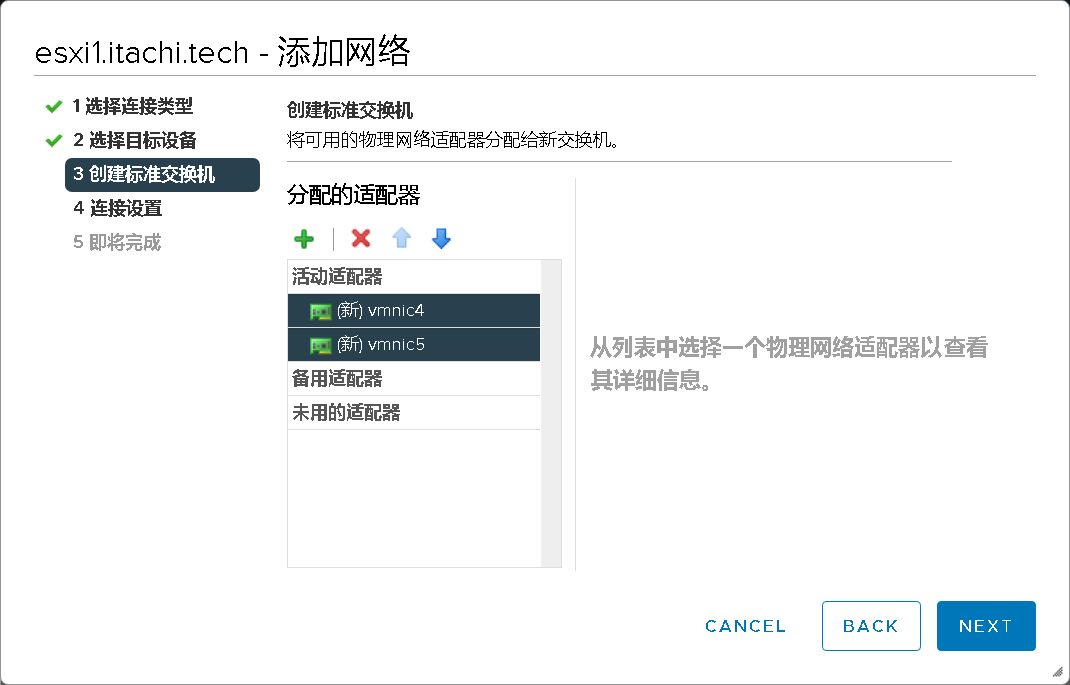 esxi1.itachi.tech - 添加网络
1 选择连接类型
2 选择目标设备
3 创建标准交换机
4 连接设置
5 即将完成
创建标准交换机
将可用的物理网络适配器分配给新交换机。
分配的适配器
活动适配器
(新) vmnic4
(新) vmnic5
备用适配器
未用的适配器
从列表中选择一个物理网络适配器以查看
其详细信息。
CANCEL
BACK
NEXT